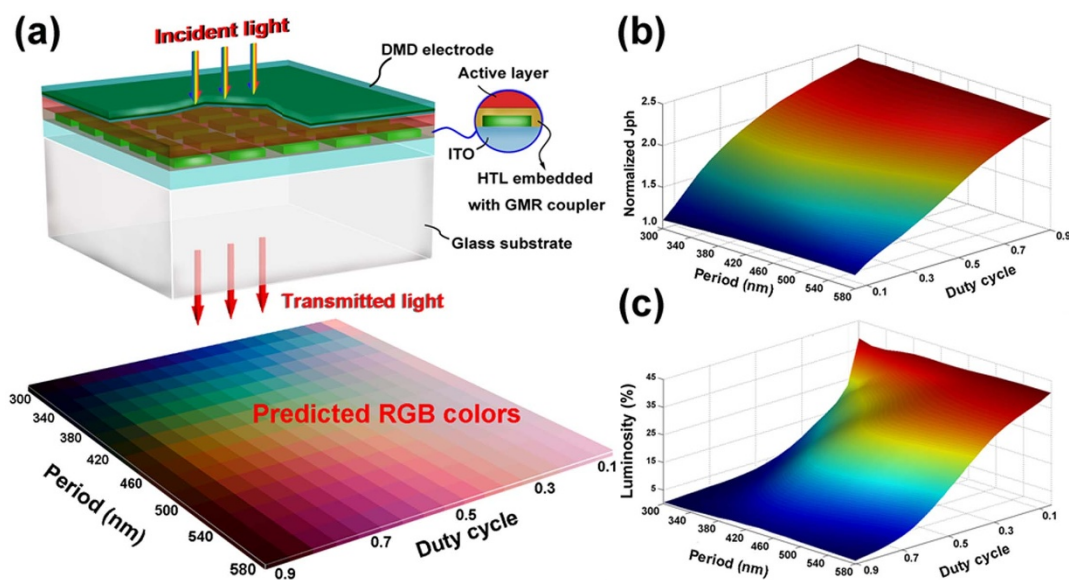 (a)
Incident light
DMD electrode
Active layer
ITO
HTL embedded
with GMR coupler
Glass substrate
Transmitted light
Predicted RGB colors
300
340
380
420
460
500
540
580
Period (nm)
0.9
0.7
0.5
0.3
0.1
Duty cycle
(b)
Normalized Jph
2.5
2.0
1.5
1.0
300
340
380
420
460
500
540
580
Period (nm)
0.1
0.3
0.5
0.7
0.9
Duty cycle
(c)
Luminosity (%)
45
35
25
15
5
300
340
380
420
460
500
540
580
Period (nm)
0.9
0.7
0.5
0.3
0.1
Duty cycle